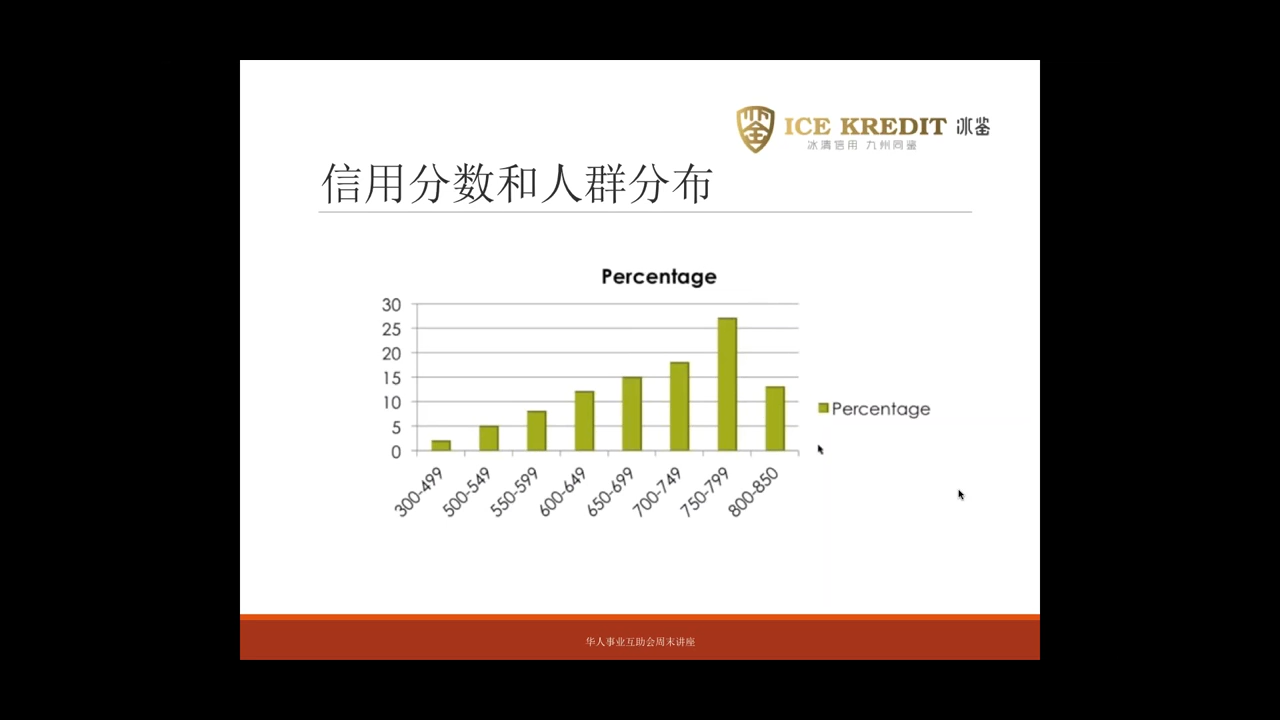 ICE KREDIT 冰鉴
冰清信用 九州同鉴
信用分数和人群分布
Percentage
30
25
20
15
10
5
0
300-499
500-549
550-599
600-649
650-699
700-749
750-799
800-850
Percentage
华人事业互助会周末讲座